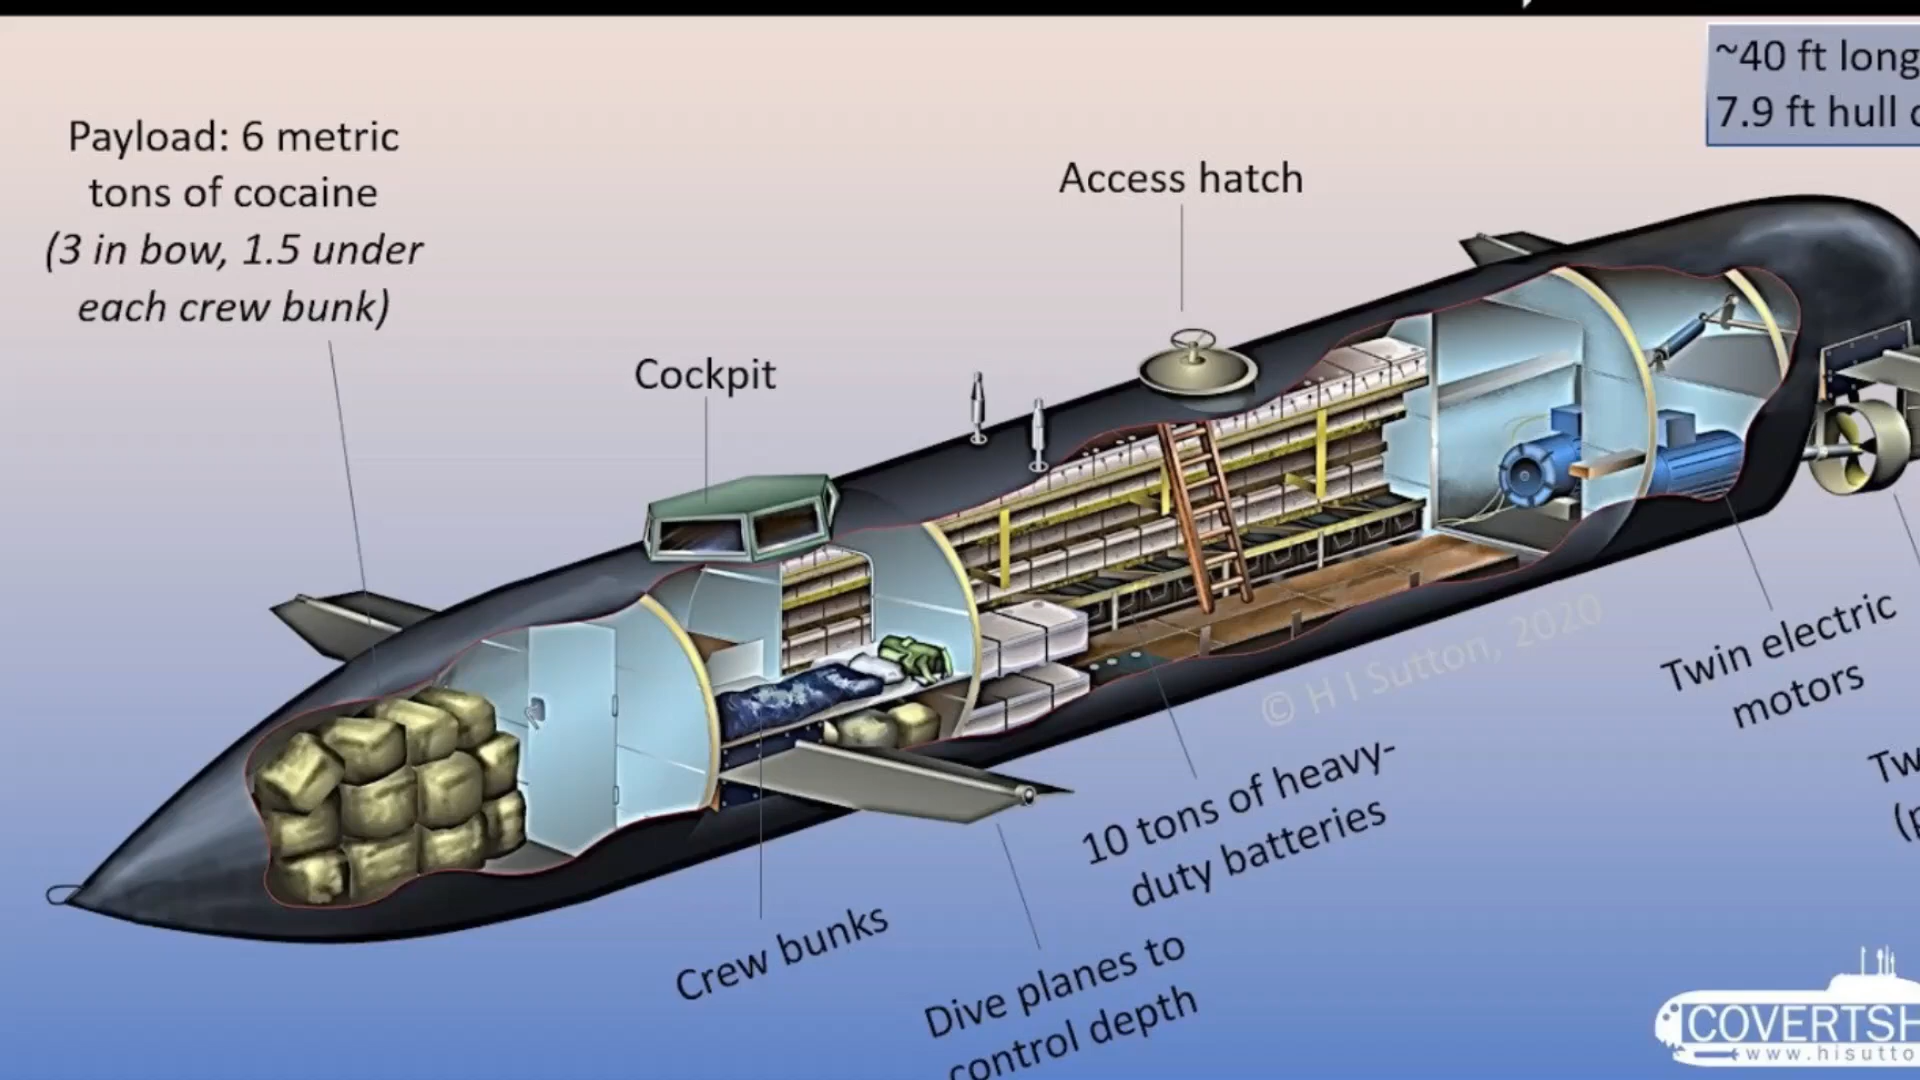 ~40 ft long
7.9 ft hull
Payload: 6 metric
tons of cocaine
(3 in bow, 1.5 under
each crew bunk)
Access hatch
Cockpit
Twin electric
motors
Tw
(p
10 tons of heavy-
duty batteries
Crew bunks
Dive planes to
control depth
© H I Sutton, 2020
COVERTSH
www.hisutto